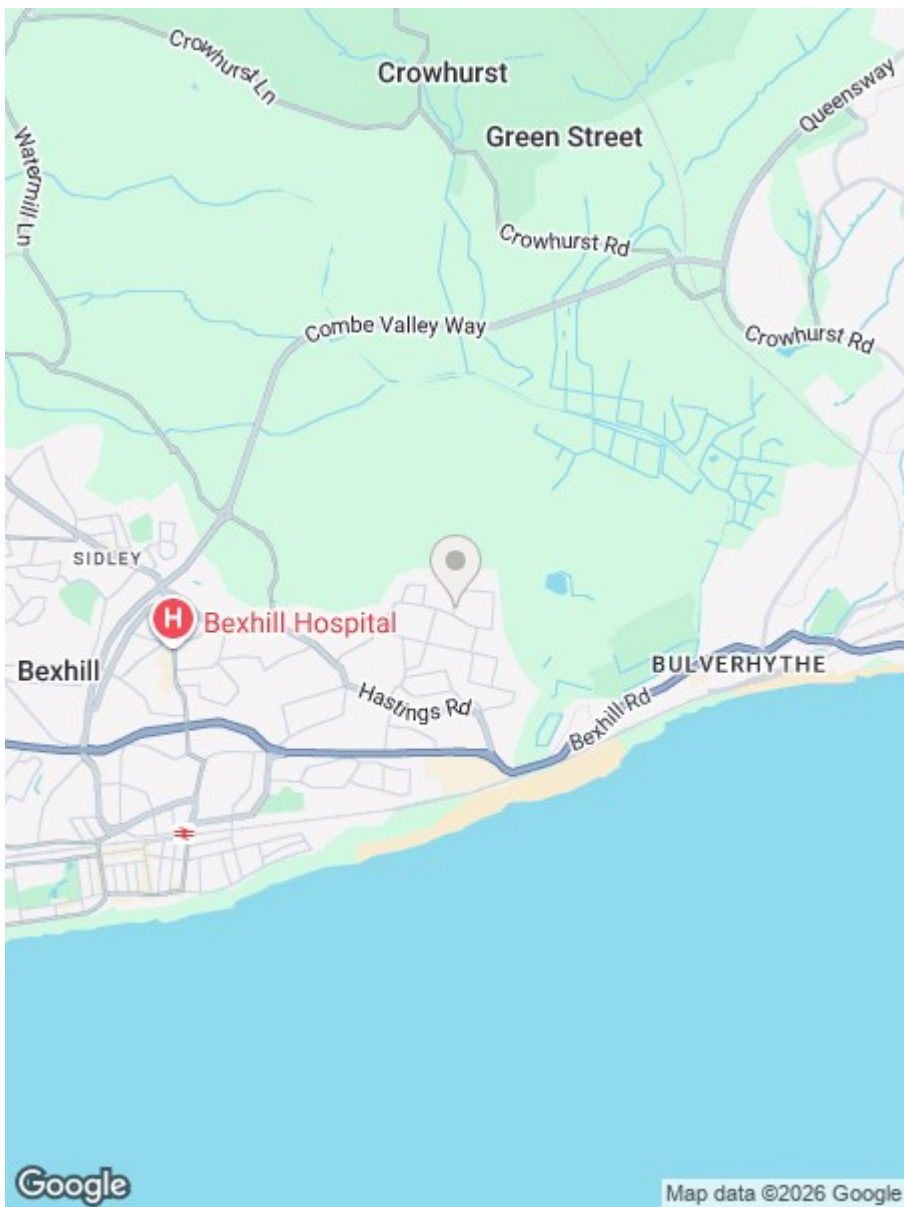 Crowhurst Ln
Crowhurst
Queensway
Green Street
Watermill Ln
Crowhurst Rd
Combe Valley Way
Crowhurst Rd
SIDLEY
H
Bexhill Hospital
Bexhill
BULVERHYTHE
Hastings Rd
Bexhill Rd
Google
Map data ©2026 Google